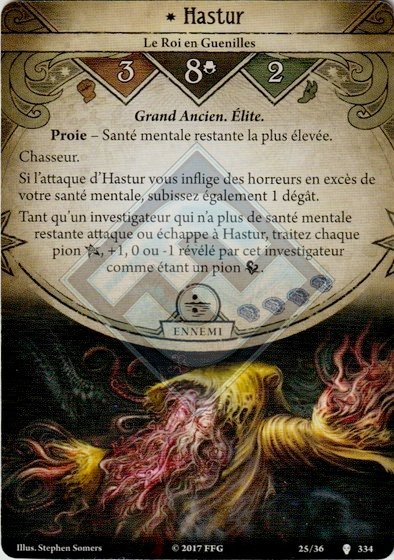 Hastur
Le Roi en Guenilles
3 8 2
Grand Ancien. Élite.
Proie – Santé mentale restante la plus élevée.
Chasseur.
Si l'attaque d'Hastur vous inflige des horreurs en excès de
votre santé mentale, subissez également 1 dégât.
Tant qu'un investigateur qui n'a plus de santé mentale
restante attaque ou échappe à Hastur, traitez chaque
pion , +1, 0 ou -1 révélé par cet investigateur
comme étant un pion .
ENNEMI
Illus. Stephen Somers © 2017 FFG 25/36 334